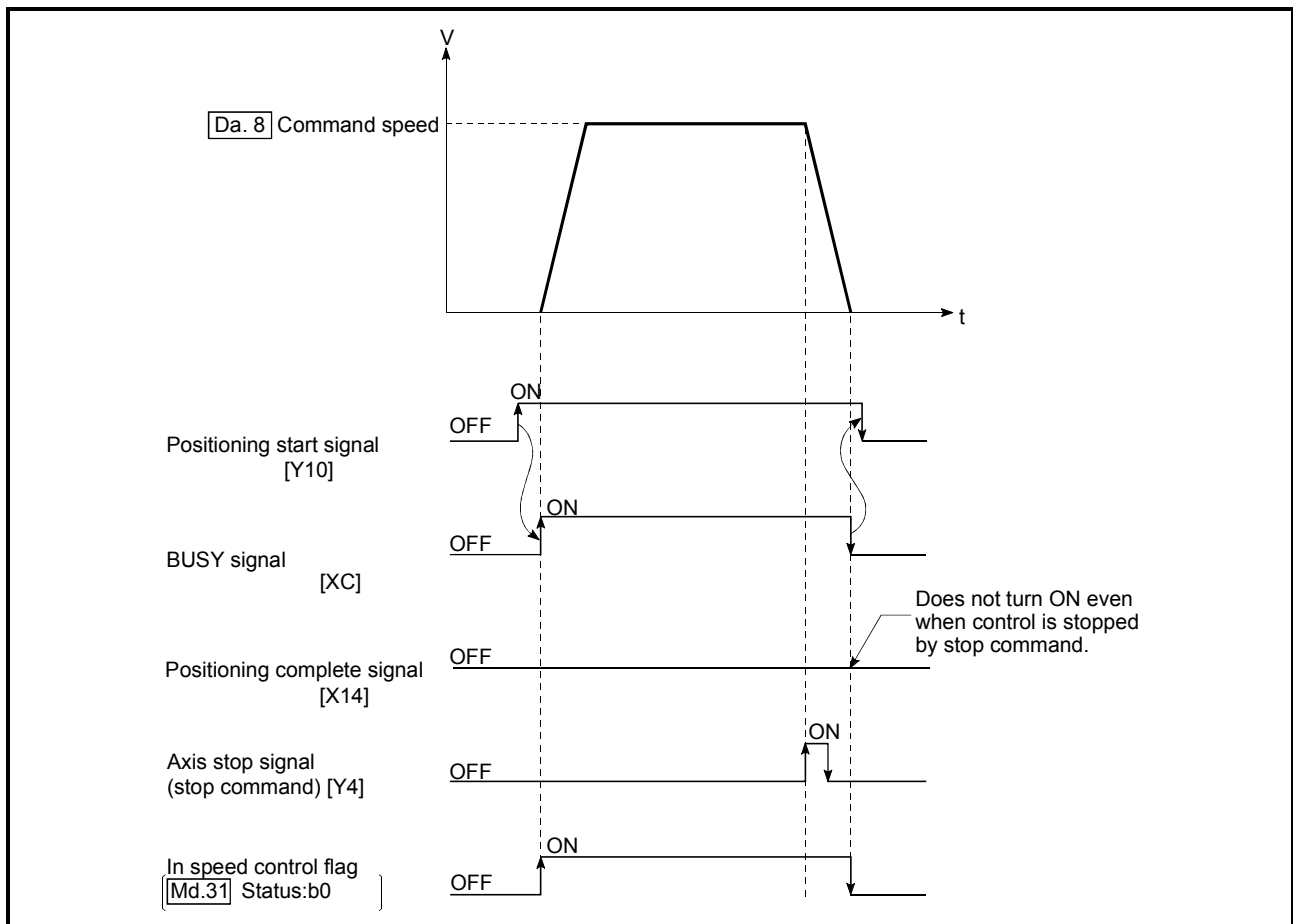 V
Da. 8 Command speed
t
ON
OFF
Positioning start signal
[Y10]
ON
OFF
BUSY signal
[XC]
Does not turn ON even
when control is stopped
by stop command.
OFF
Positioning complete signal
[X14]
ON
Axis stop signal
OFF
(stop command) [Y4]
ON
In speed control flag
OFF
Md.31 Status:b0